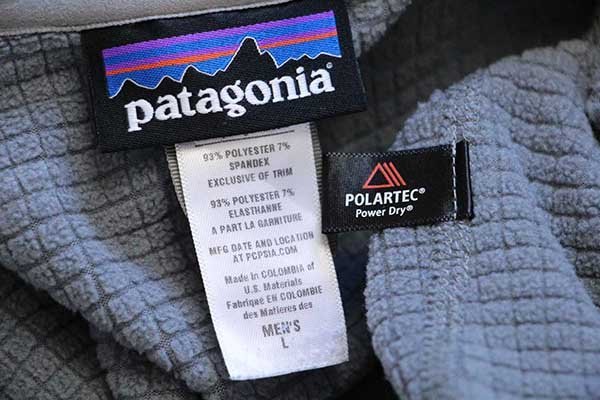 patagonia®
93% POLYESTER 7%
SPANDEX
EXCLUSIVE OF TRIM
93% POLYESTER 7%
ELASTHANNE
A PART LA GARNITURE
MFG DATE AND LOCATION
AT PCPSIA.COM
Made in COLOMBIA of
U.S. Materials
Fabriqué EN COLOMBIE
des Matieres des
MEN'S
L
POLARTEC®
Power Dry®